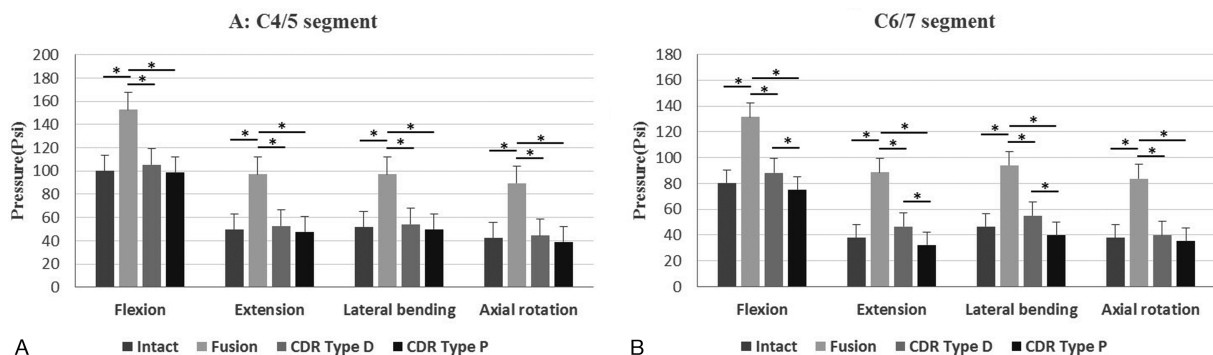 A: C4/5 segment
Pressure(Psi)
200
180
160
140
120
100
80
60
40
20
0
* * *
* * *
* * *
* * *
Flexion Extension Lateral bending Axial rotation
A
Intact Fusion CDR Type D CDR Type P
C6/7 segment
Pressure(Psi)
180
160
140
120
100
80
60
40
20
0
* * * *
* * * *
* * * *
* * *
Flexion Extension Lateral bending Axial rotation
B
Intact Fusion CDR Type D CDR Type P